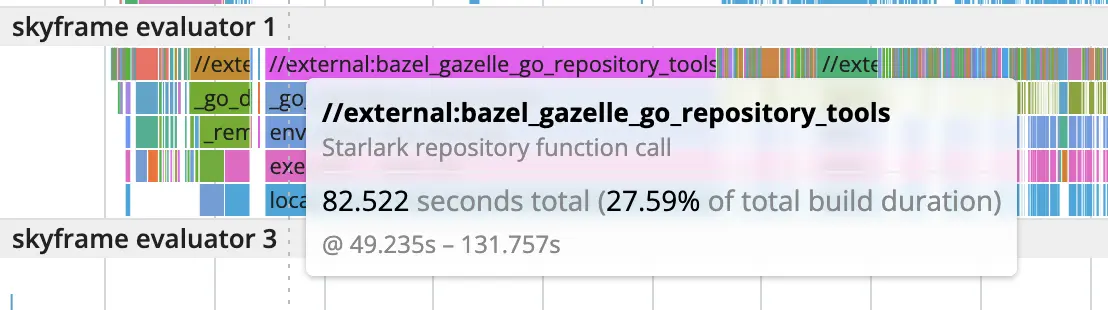 skyframe evaluator 1
//exte
//external:bazel_gazelle_go_repository_tools
//exte
_go_d
_go_
_rem
env
exe
loca
//external:bazel_gazelle_go_repository_tools
Starlark repository function call
82.522 seconds total (27.59% of total build duration)
@ 49.235s – 131.757s
skyframe evaluator 3